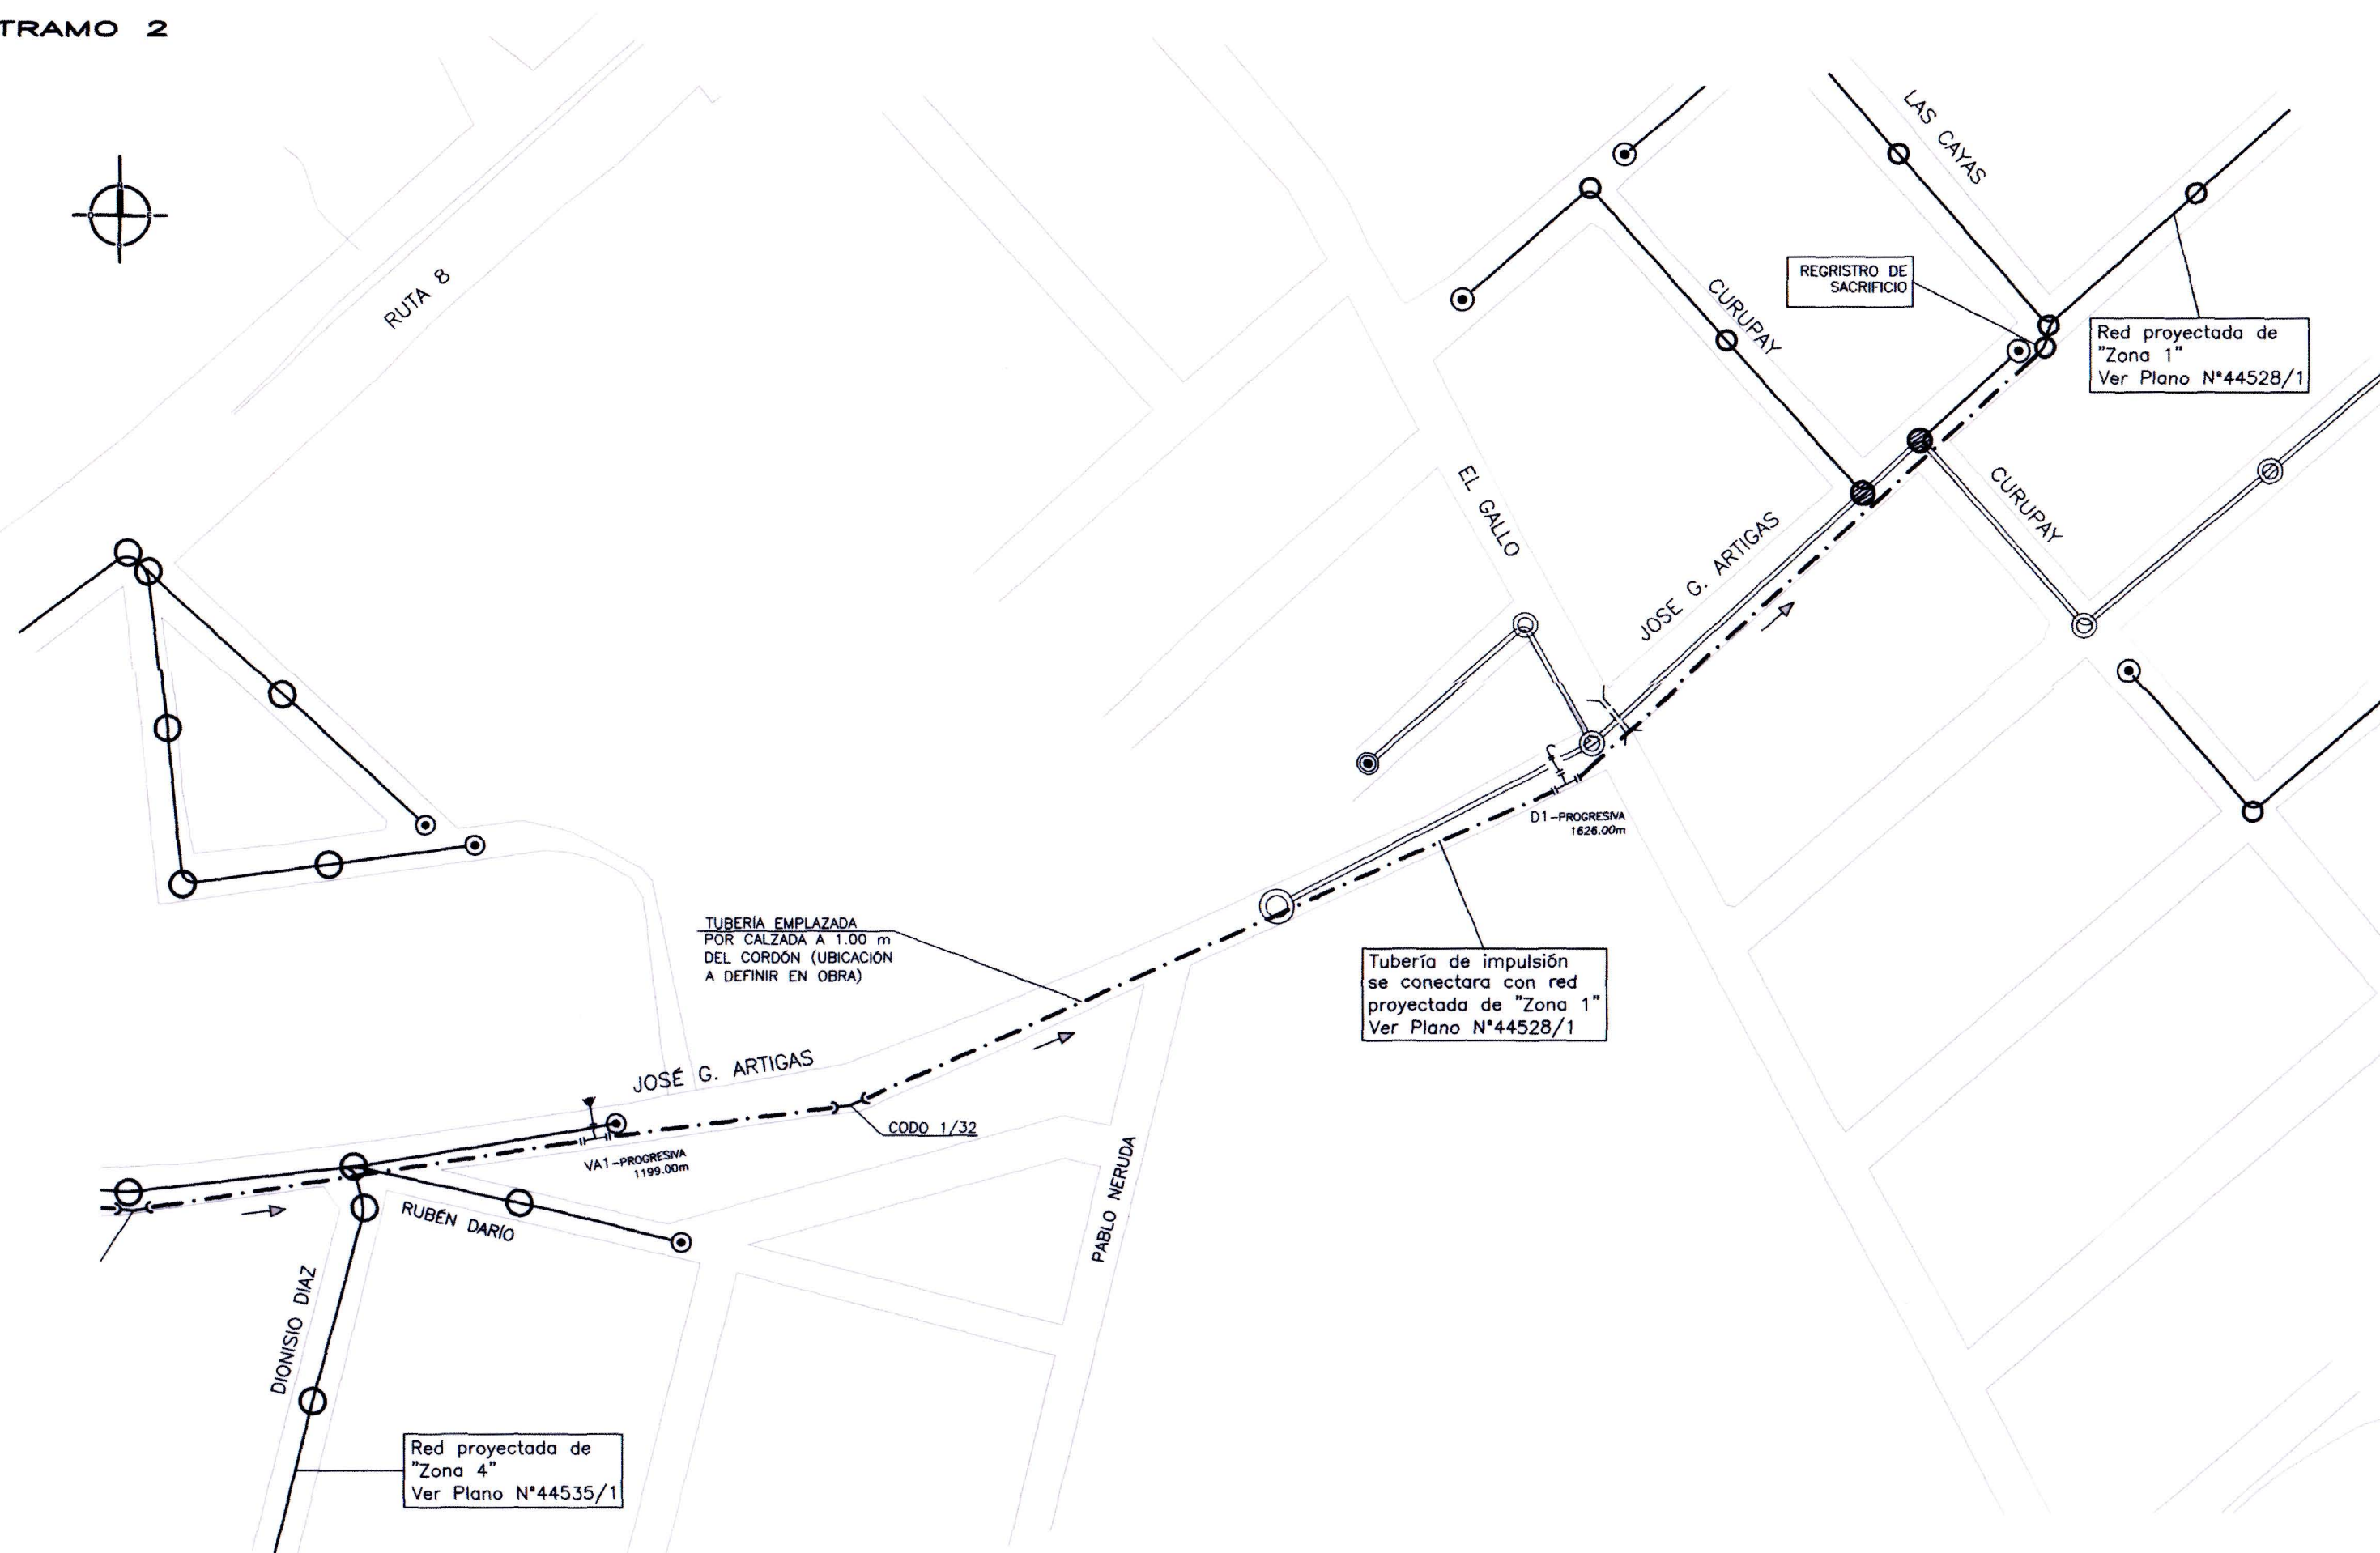 TRAMO 2
LAS CAYAS
N
O
E
S
RUTA 8
CURUPAY
REGRISTRO DE
SACRIFICIO
Red proyectada de
"Zona 1"
Ver Plano N°44528/1
EL GALLO
CURUPAY
JOSE G. ARTIGAS
D1-PROGRESIVA
1626.00m
TUBERÍA EMPLAZADA
POR CALZADA A 1.00 m
DEL CORDÓN (UBICACIÓN
A DEFINIR EN OBRA)
Tubería de impulsión
se conectara con red
proyectada de "Zona 1"
Ver Plano N°44528/1
JOSÉ G. ARTIGAS
CODO 1/32
VA1-PROGRESIVA
1199.00m
PABLO NERUDA
RUBÉN DARÍO
DIONISIO DIAZ
Red proyectada de
"Zona 4"
Ver Plano N°44535/1